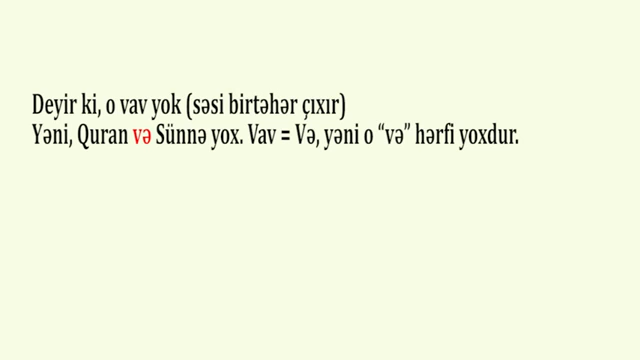 Deyir ki, o vav yok (səsi birtəhər çıxır)
Yəni, Quran və Sünnə yox. Vav = Və, yəni o “və” hərfi yoxdur.